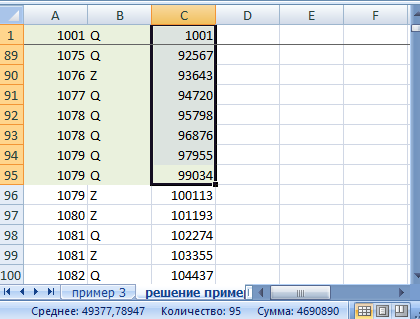 A B C D E F
1 1001 Q 1001
89 1075 Q 92567
90 1076 Z 93643
91 1077 Q 94720
92 1078 Q 95798
93 1078 Q 96876
94 1079 Q 97955
95 1079 Q 99034
96 1079 Z 100113
97 1080 Z 101193
98 1081 Q 102274
99 1081 Z 103355
100 1082 Q 104437
пример 3 решение пример
Среднее: 49377,78947 Количество: 95 Сумма: 4690890